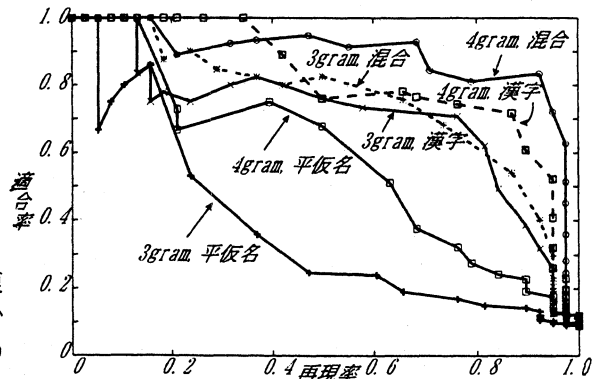 1.0
0.8
0.6
0.4
0.2
0
適合率
4gram, 混合
3gram, 混合
4gram, 漢字
3gram, 漢字
4gram, 平仮名
3gram, 平仮名
0 0.2 0.4 0.6 0.8 1.0
再現率